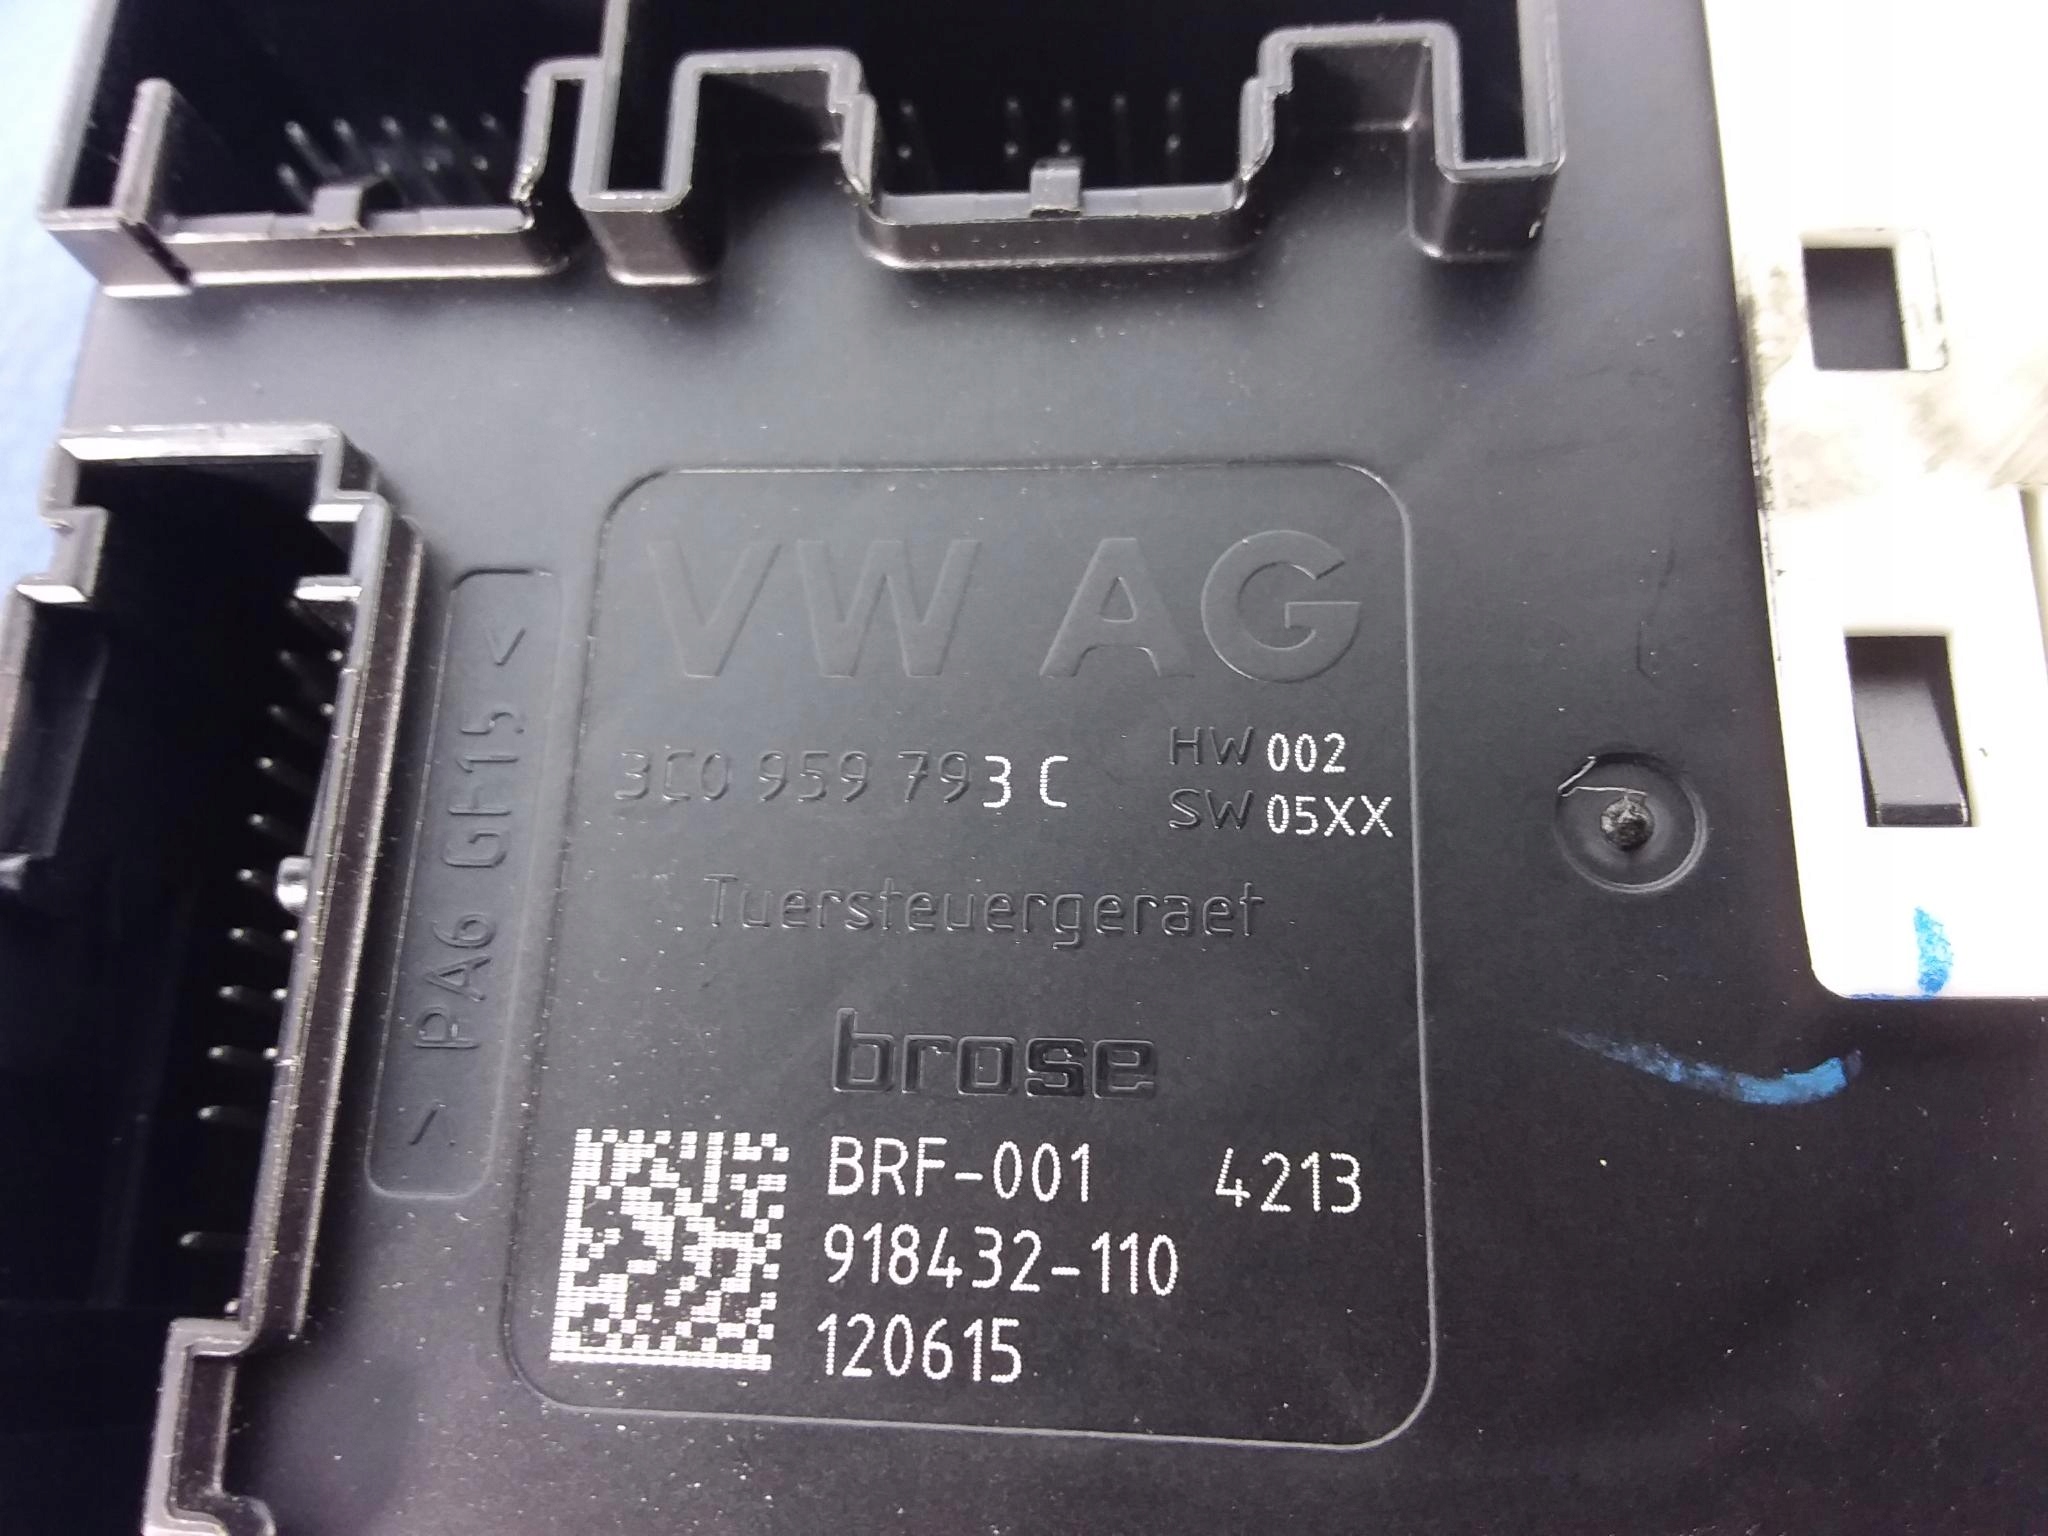 VW AG
3C0 959 793 C
HW 002
SW 05XX
Tuersteuergeraet
brose
BRF-001 4213
918432-110
120615
> PA6 GF15 <